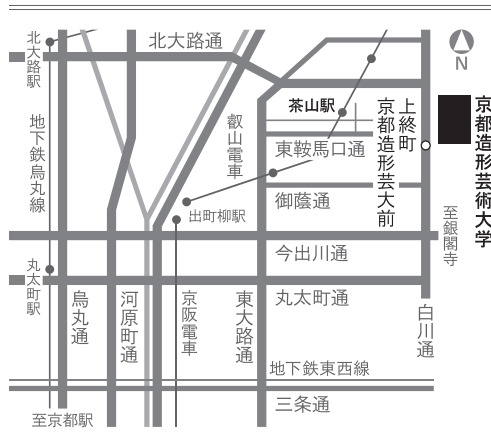 北大路駅
北大路通
N
地下鉄烏丸線
叡山電車
茶山駅
東鞍馬口通
京都造形芸大前
上終町
京都造形芸術大学
御蔭通
出町柳駅
至銀閣寺
今出川通
丸太町駅
烏丸通
河原町通
京阪電車
東大路通
丸太町通
白川通
地下鉄東西線
三条通
至京都駅